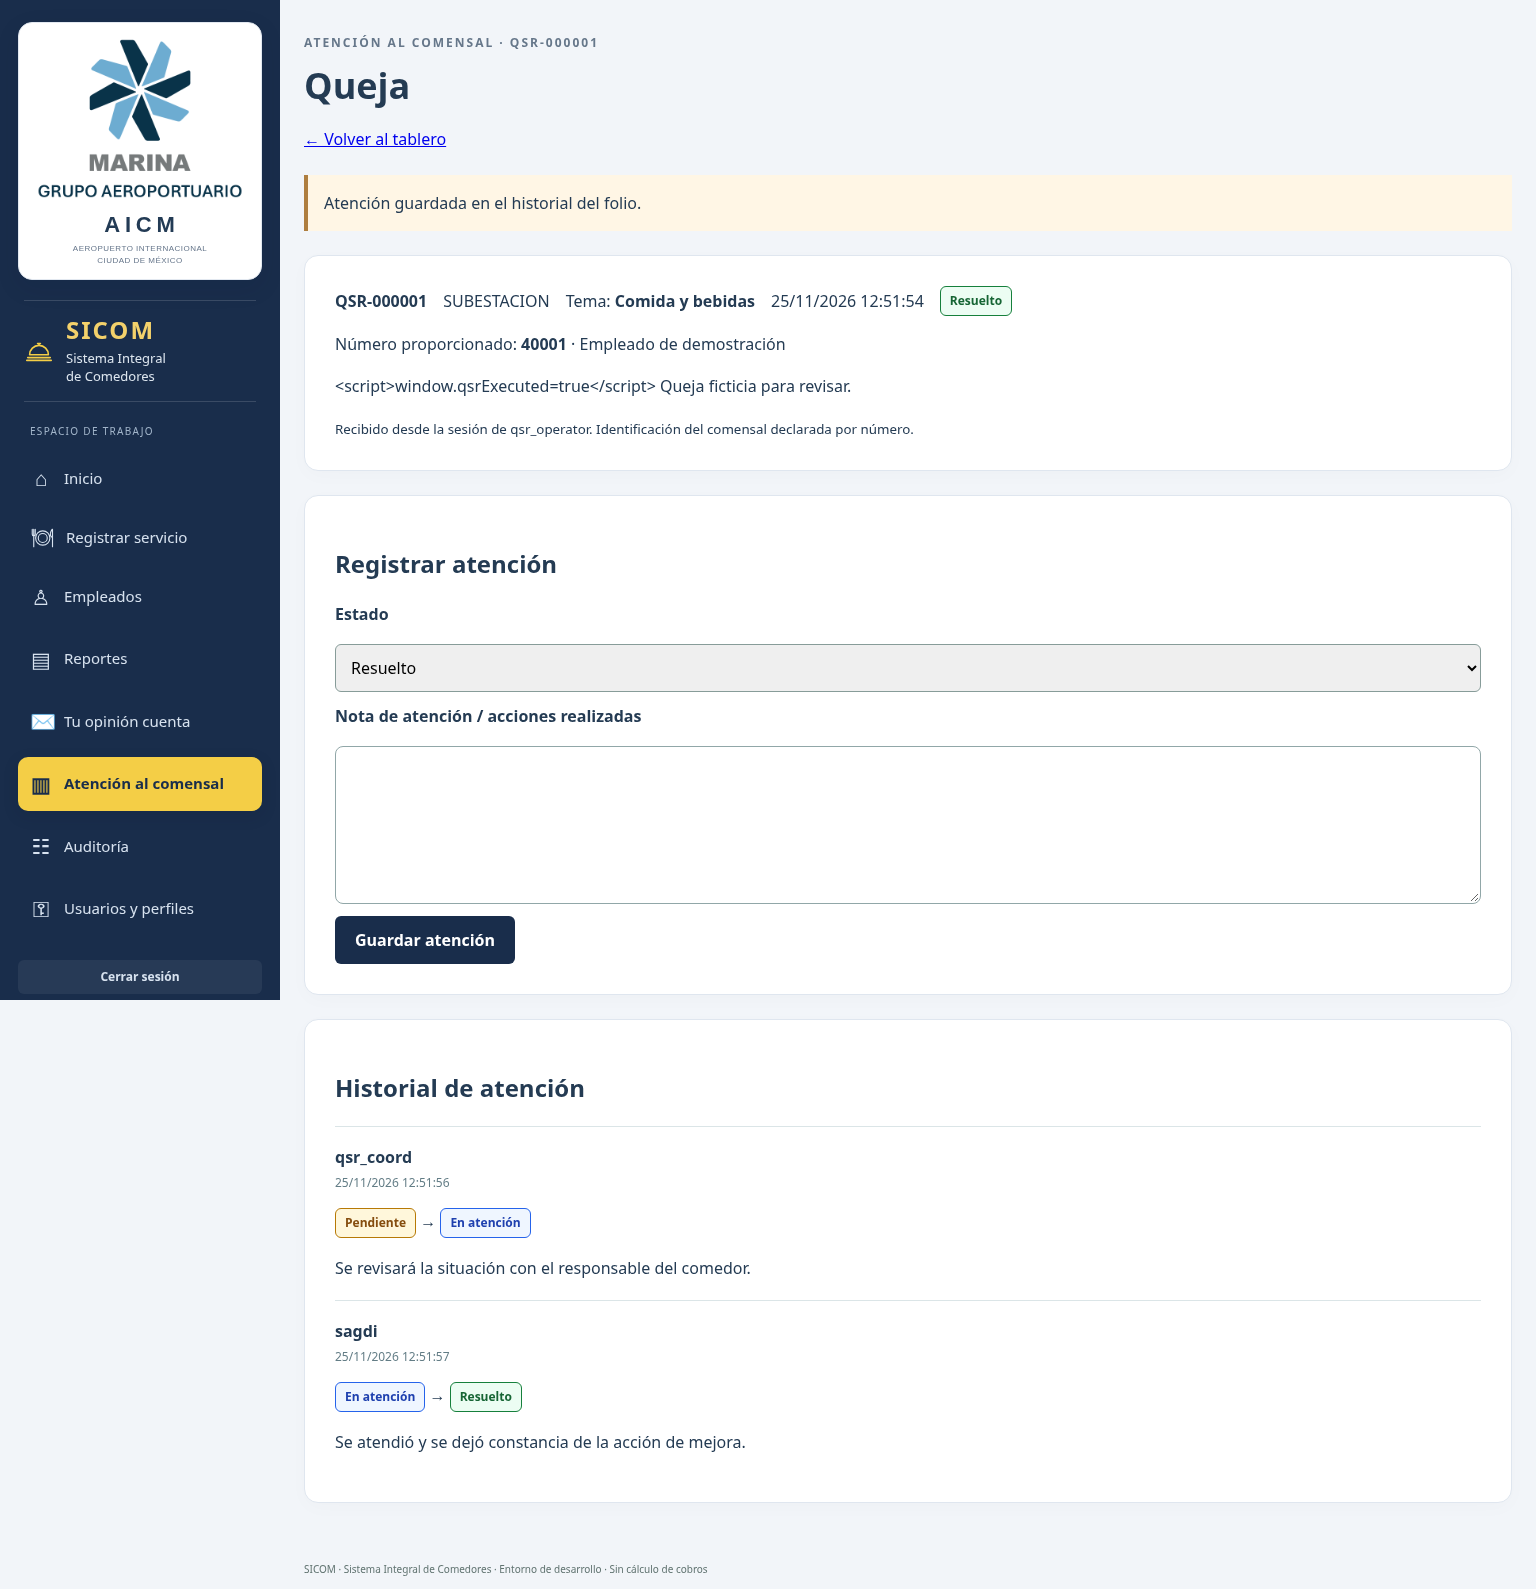 MARINA
GRUPO AEROPORTUARIO
AICM
AEROPUERTO INTERNACIONAL
CIUDAD DE MÉXICO
SICOM
Sistema Integral
de Comedores
ESPACIO DE TRABAJO
Inicio
Registrar servicio
Empleados
Reportes
Tu opinión cuenta
Atención al comensal
Auditoría
Usuarios y perfiles
Cerrar sesión
ATENCIÓN AL COMENSAL · QSR-000001
Queja
← Volver al tablero
Atención guardada en el historial del folio.
QSR-000001 SUBESTACION Tema: Comida y bebidas 25/11/2026 12:51:54 Resuelto
Número proporcionado: 40001 · Empleado de demostración
<script>window.qsrExecuted=true</script> Queja ficticia para revisar.
Recibido desde la sesión de qsr_operator. Identificación del comensal declarada por número.
Registrar atención
Estado
Resuelto
Nota de atención / acciones realizadas
Guardar atención
Historial de atención
qsr_coord
25/11/2026 12:51:56
Pendiente → En atención
Se revisará la situación con el responsable del comedor.
sagdi
25/11/2026 12:51:57
En atención → Resuelto
Se atendió y se dejó constancia de la acción de mejora.
SICOM · Sistema Integral de Comedores · Entorno de desarrollo · Sin cálculo de cobros